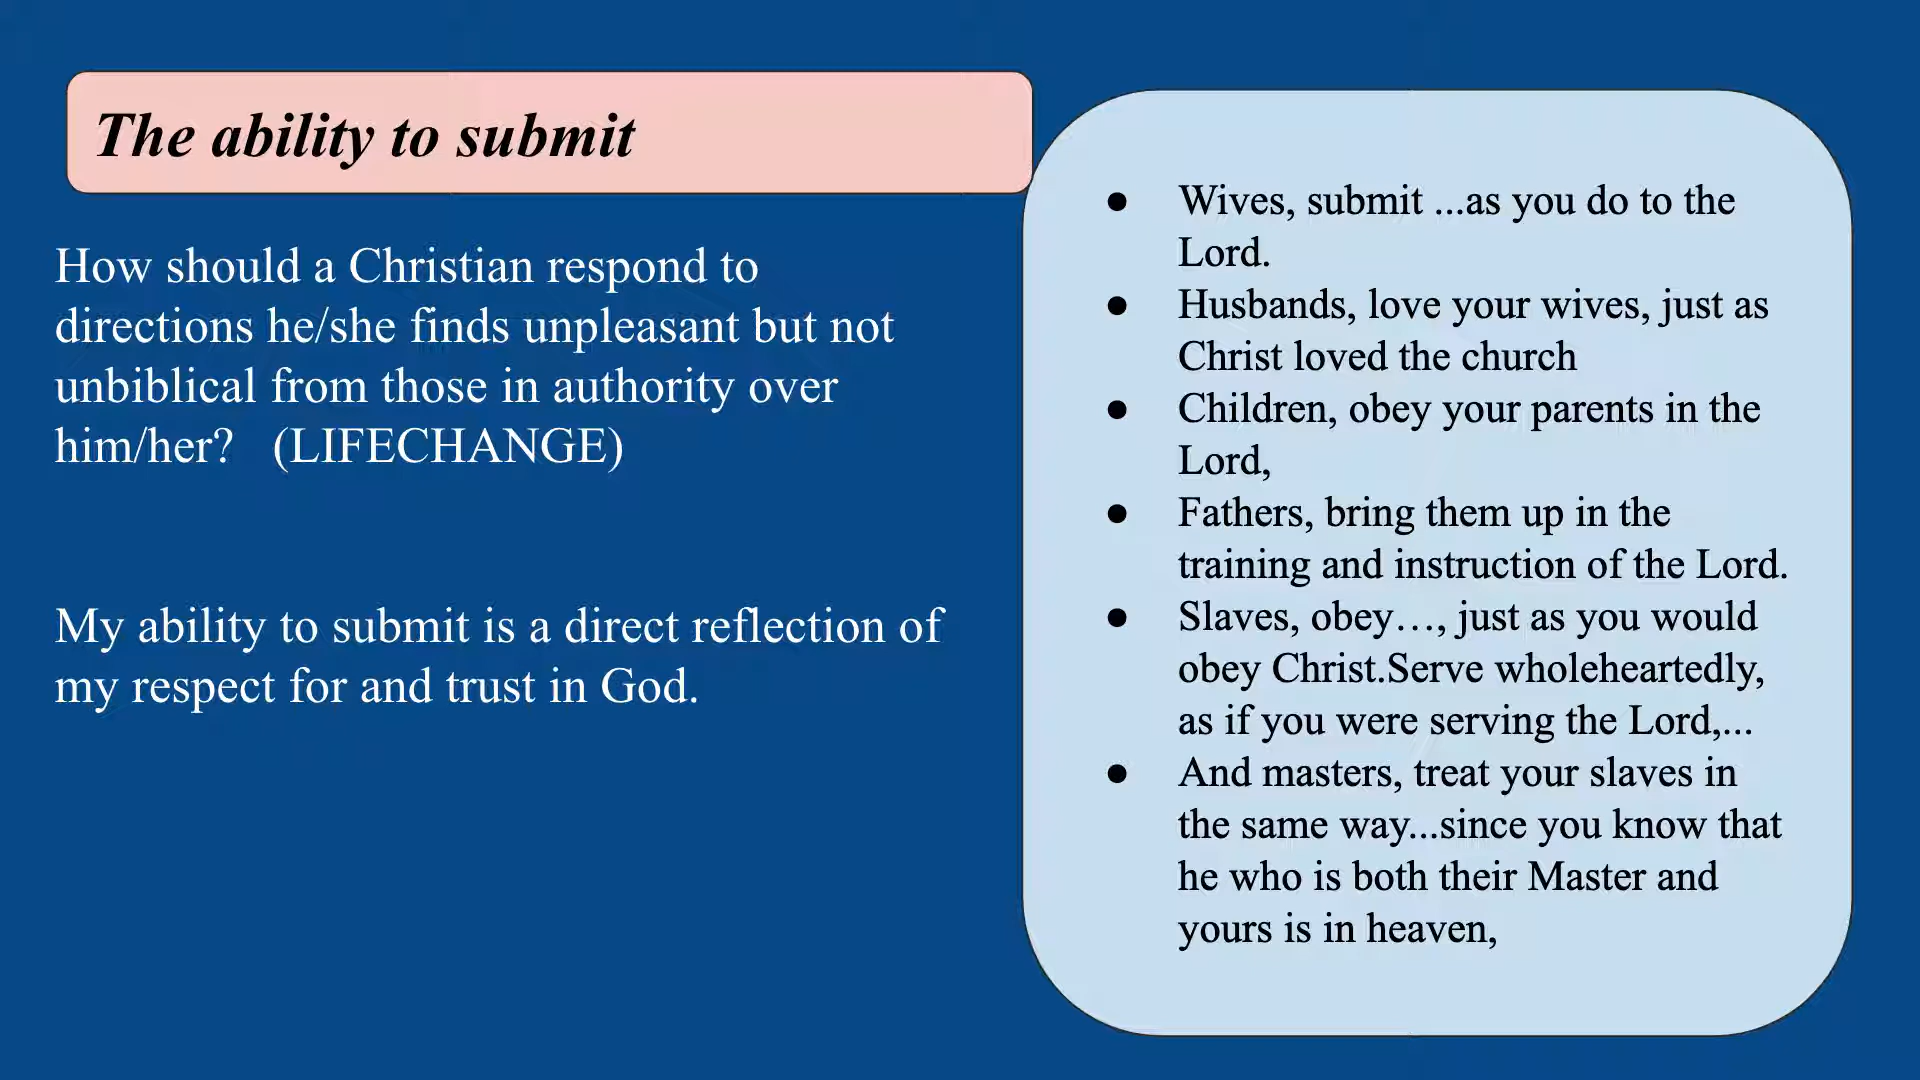 The ability to submit
How should a Christian respond to
directions he/she finds unpleasant but not
unbiblical from those in authority over
him/her?   (LIFECHANGE)
My ability to submit is a direct reflection of
my respect for and trust in God.
● Wives, submit ...as you do to the
Lord.
● Husbands, love your wives, just as
Christ loved the church
● Children, obey your parents in the
Lord,
● Fathers, bring them up in the
training and instruction of the Lord.
● Slaves, obey…, just as you would
obey Christ.Serve wholeheartedly,
as if you were serving the Lord,...
● And masters, treat your slaves in
the same way...since you know that
he who is both their Master and
yours is in heaven,